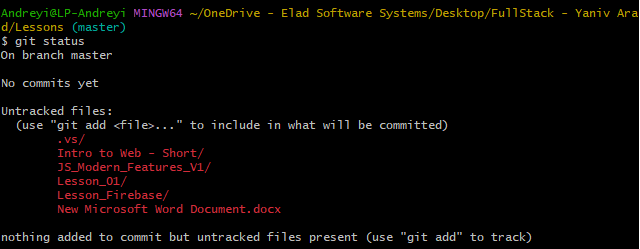 Andreyi@LP-Andreyi MINGW64 ~/OneDrive - Elad Software Systems/Desktop/FullStack - Yaniv Ara
d/Lessons (master)
$ git status
On branch master
No commits yet
Untracked files:
(use "git add <file>..." to include in what will be committed)
.vs/
Intro to Web - Short/
JS_Modern_Features_V1/
Lesson_01/
Lesson_Firebase/
New Microsoft Word Document.docx
nothing added to commit but untracked files present (use "git add" to track)